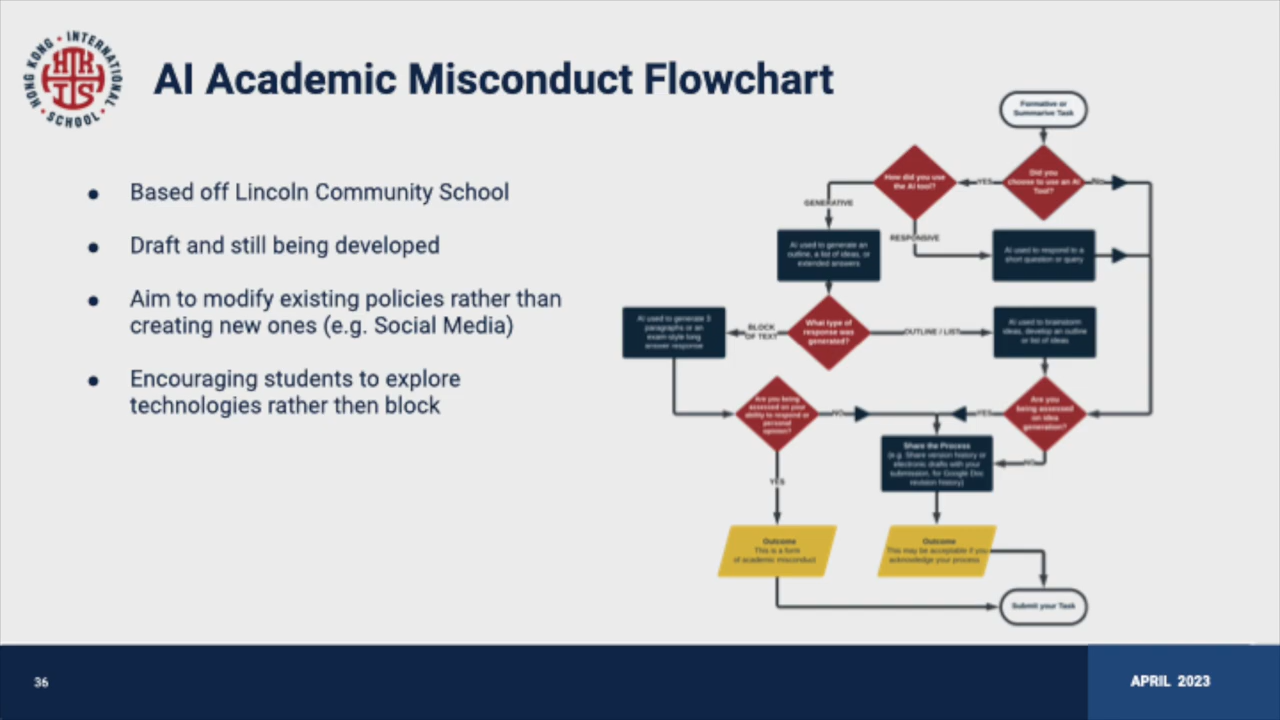 HONG KONG • INTERNATIONAL • SCHOOL •
HKIS
AI Academic Misconduct Flowchart
• Based off Lincoln Community School
• Draft and still being developed
• Aim to modify existing policies rather than
creating new ones (e.g. Social Media)
• Encouraging students to explore
technologies rather then block
Formative or
Summative Task
Did you
choose to use an AI
Tool?
YES
No
How did you use
the AI tool?
GENERATIVE
RESPONSIVE
AI used to generate an
outline, a list of ideas, or
extended answers
AI used to respond to a
short question or query
What type of
response was
generated?
BLOCK
OF TEXT
OUTLINE / LIST
AI used to generate 3
paragraphs or an
exam-style long
answer response
AI used to brainstorm
ideas, develop an outline
or list of ideas
Are you being
assessed on your
ability to respond or
personal
opinion?
NO
YES
Are you
being assessed
on idea
generation?
YES
NO
Share the Process
(e.g. Share version history or
electronic drafts with your
submission, for Google Doc
revision history)
Outcome
This is a form
of academic misconduct
Outcome
This may be acceptable if you
acknowledge your process
Submit your Task
36
APRIL 2023